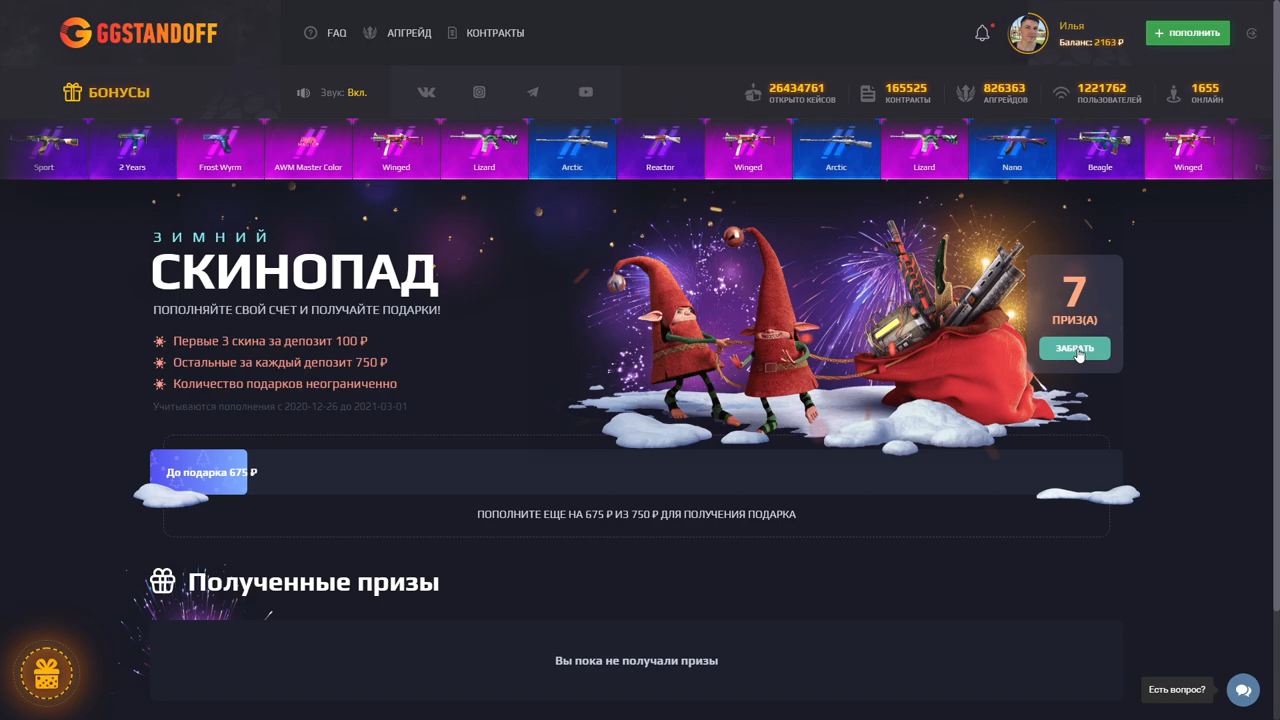 GGSTANDOFF
FAQ
АПГРЕЙД
КОНТРАКТЫ
Илья
Баланс: 2163 ₽
ПОПОЛНИТЬ
БОНУСЫ
Звук: Вкл.
26434761
ОТКРЫТО КЕЙСОВ
165525
КОНТРАКТЫ
826363
АПГРЕЙДОВ
1221762
ПОЛЬЗОВАТЕЛЕЙ
1655
ОНЛАЙН
Sport
2 Years
Frost Wyrm
AWM Master Color
Winged
Lizard
Arctic
Reactor
Winged
Arctic
Lizard
Nano
Beagle
Winged
ЗИМНИЙ
СКИНОПАД
ПОПОЛНЯЙТЕ СВОЙ СЧЕТ И ПОЛУЧАЙТЕ ПОДАРКИ!
Первые 3 скина за депозит 100 ₽
Остальные за каждый депозит 750 ₽
Количество подарков неограниченно
Учитываются пополнения с 2020-12-26 до 2021-03-01
7
ПРИЗ(А)
ЗАБРАТЬ
До подарка 675 ₽
ПОПОЛНИТЕ ЕЩЕ НА 675 ₽ ИЗ 750 ₽ ДЛЯ ПОЛУЧЕНИЯ ПОДАРКА
Полученные призы
Вы пока не получали призы
Есть вопрос?